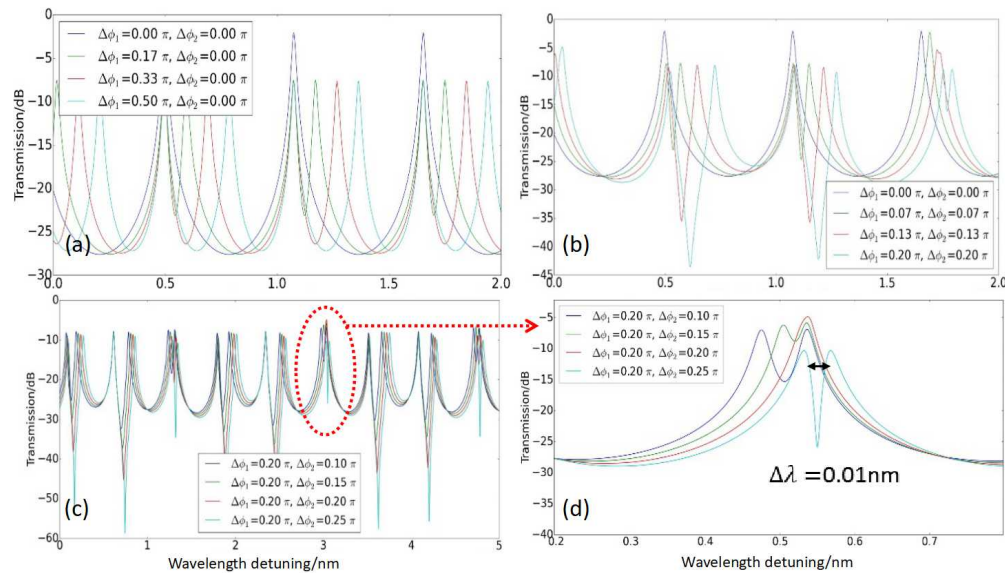 0
−5
−10
−15
−20
−25
−30
Transmission/dB
Δϕ1=0.00 π, Δϕ2=0.00 π
Δϕ1=0.17 π, Δϕ2=0.00 π
Δϕ1=0.33 π, Δϕ2=0.00 π
Δϕ1=0.50 π, Δϕ2=0.00 π
(a)
0.0 0.5 1.0 1.5 2.0
0
−5
−10
−15
−20
−25
−30
−35
−40
−45
Transmission/dB
Δϕ1=0.00 π, Δϕ2=0.00 π
Δϕ1=0.07 π, Δϕ2=0.07 π
Δϕ1=0.13 π, Δϕ2=0.13 π
Δϕ1=0.20 π, Δϕ2=0.20 π
(b)
0.0 0.5 1.0 1.5 2.0
0
−10
−20
−30
−40
−50
−60
Transmission/dB
Δϕ1=0.20 π, Δϕ2=0.10 π
Δϕ1=0.20 π, Δϕ2=0.15 π
Δϕ1=0.20 π, Δϕ2=0.20 π
Δϕ1=0.20 π, Δϕ2=0.25 π
(c)
0 1 2 3 4 5
Wavelength detuning/nm
−5
−10
−15
−20
−25
−30
−35
−40
Transmission/dB
Δϕ1=0.20 π, Δϕ2=0.10 π
Δϕ1=0.20 π, Δϕ2=0.15 π
Δϕ1=0.20 π, Δϕ2=0.20 π
Δϕ1=0.20 π, Δϕ2=0.25 π
Δλ =0.01nm
(d)
0.2 0.3 0.4 0.5 0.6 0.7
Wavelength detuning/nm